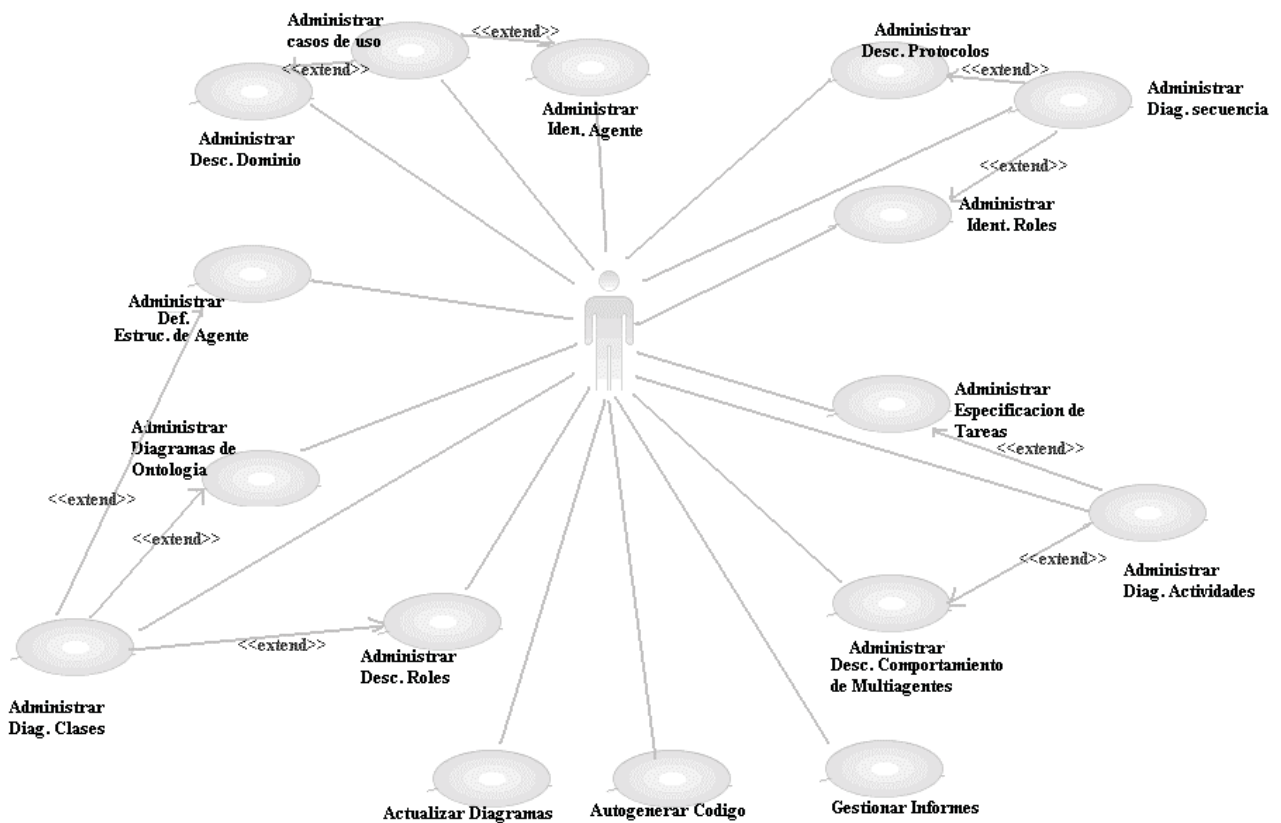 Administrar
casos de uso
<<extend>>
<<extend>>
Administrar
Desc. Dominio
Administrar
Iden. Agente
Administrar
Desc. Protocolos
<<extend>>
Administrar
Diag. secuencia
<<extend>>
Administrar
Ident. Roles
Administrar
Def.
Estruc. de Agente
Administrar
Diagramas de
Ontologia
<<extend>>
<<extend>>
Administrar
Especificacion de
Tareas
<<extend>>
<<extend>>
Administrar
Diag. Actividades
<<extend>>
Administrar
Desc. Roles
Administrar
Desc. Comportamiento
de Multiagentes
Administrar
Diag. Clases
Actualizar Diagramas
Autogenerar Codigo
Gestionar Informes